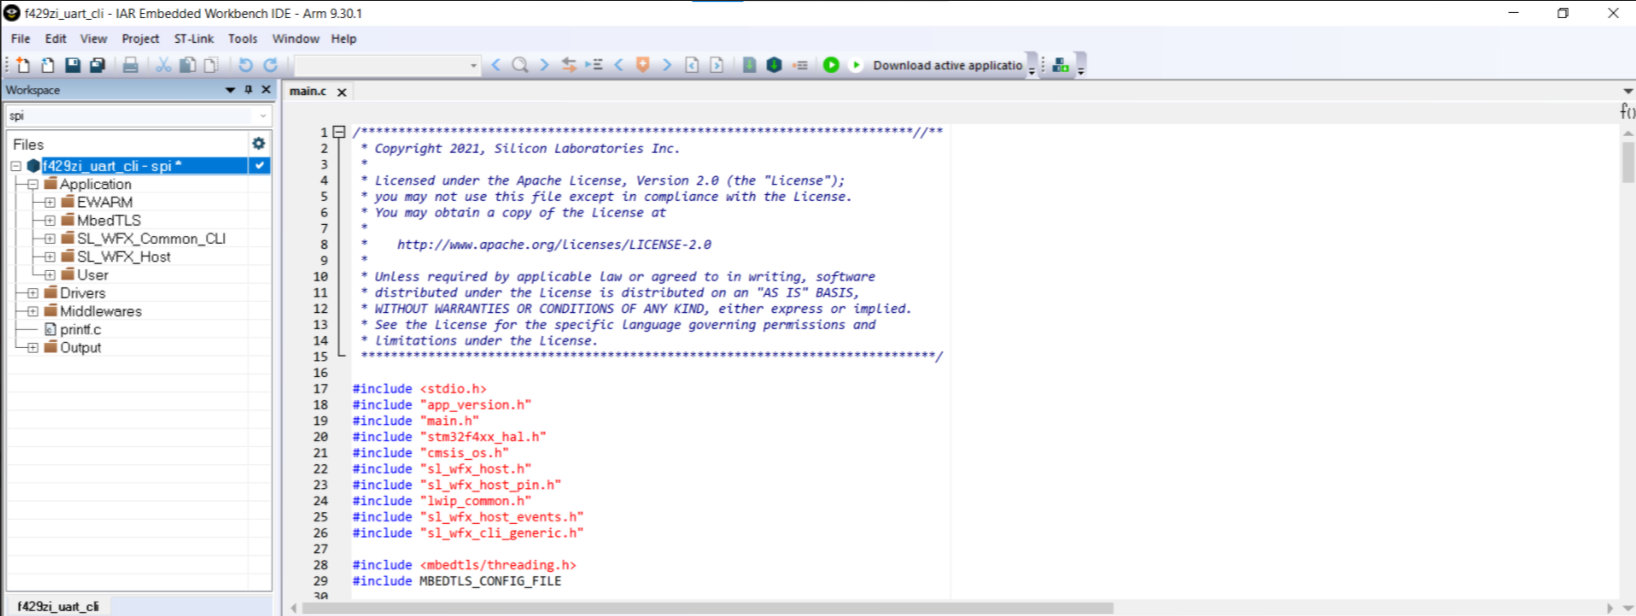 f429zi_uart_cli - IAR Embedded Workbench IDE - Arm 9.30.1
File Edit View Project ST-Link Tools Window Help
Download active applicatio
Workspace
main.c
spi
f()
Files
f429zi_uart_cli - spi *
Application
EWARM
MbedTLS
SL_WFX_Common_CLI
SL_WFX_Host
User
Drivers
Middlewares
printf.c
Output
f429zi_uart_cli
1 /**************************************************************************//**
2 * Copyright 2021, Silicon Laboratories Inc.
3 *
4 * Licensed under the Apache License, Version 2.0 (the "License");
5 * you may not use this file except in compliance with the License.
6 * You may obtain a copy of the License at
7 *
8 * http://www.apache.org/licenses/LICENSE-2.0
9 *
10 * Unless required by applicable law or agreed to in writing, software
11 * distributed under the License is distributed on an "AS IS" BASIS,
12 * WITHOUT WARRANTIES OR CONDITIONS OF ANY KIND, either express or implied.
13 * See the License for the specific language governing permissions and
14 * limitations under the License.
15 *****************************************************************************/
16
17 #include <stdio.h>
18 #include "app_version.h"
19 #include "main.h"
20 #include "stm32f4xx_hal.h"
21 #include "cmsis_os.h"
22 #include "sl_wfx_host.h"
23 #include "sl_wfx_host_pin.h"
24 #include "lwip_common.h"
25 #include "sl_wfx_host_events.h"
26 #include "sl_wfx_cli_generic.h"
27
28 #include <mbedtls/threading.h>
29 #include MBEDTLS_CONFIG_FILE
30